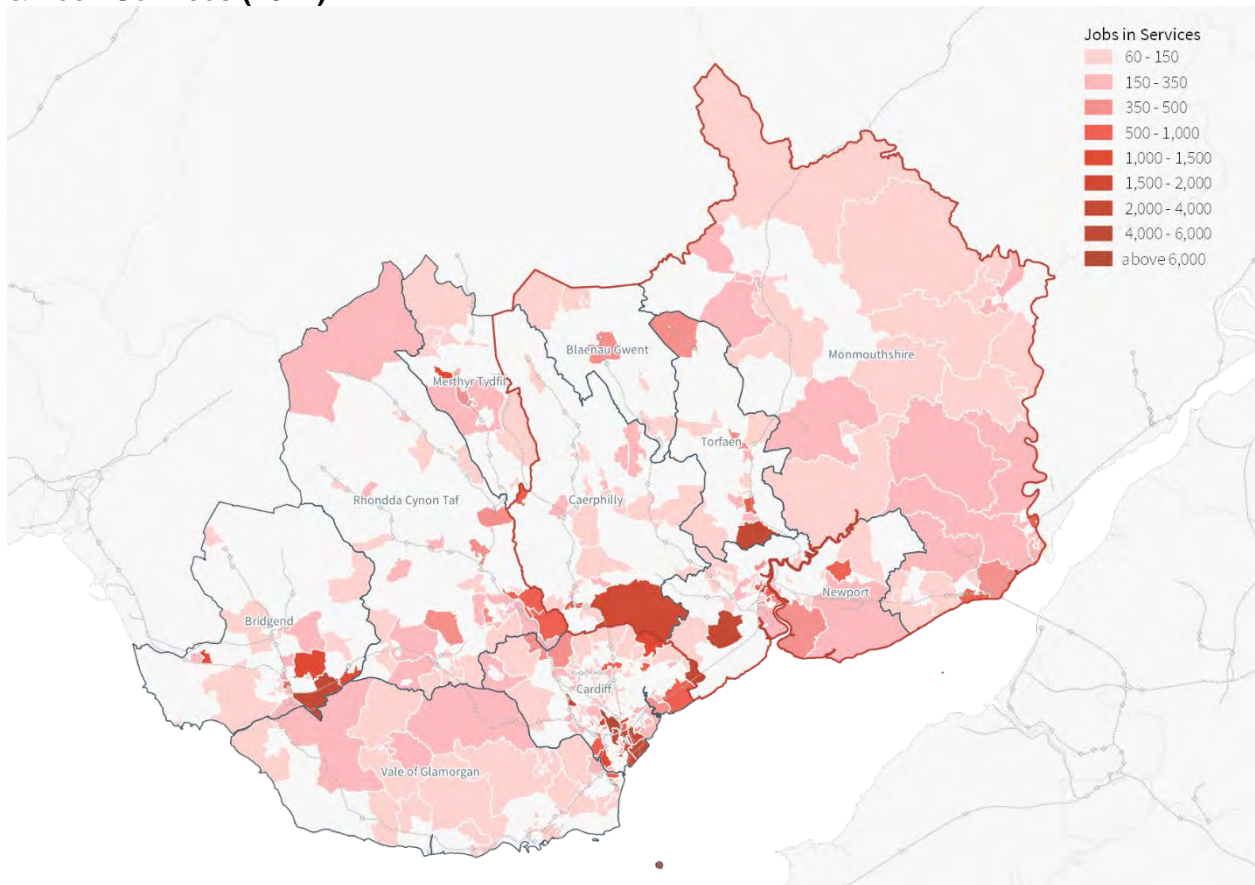 Jobs in Services
60 - 150
150 - 350
350 - 500
500 - 1,000
1,000 - 1,500
1,500 - 2,000
2,000 - 4,000
4,000 - 6,000
above 6,000
Blaenau Gwent
Monmouthshire
Merthyr Tydfil
Torfaen
Rhondda Cynon Taf
Caerphilly
Newport
Bridgend
Cardiff
Vale of Glamorgan